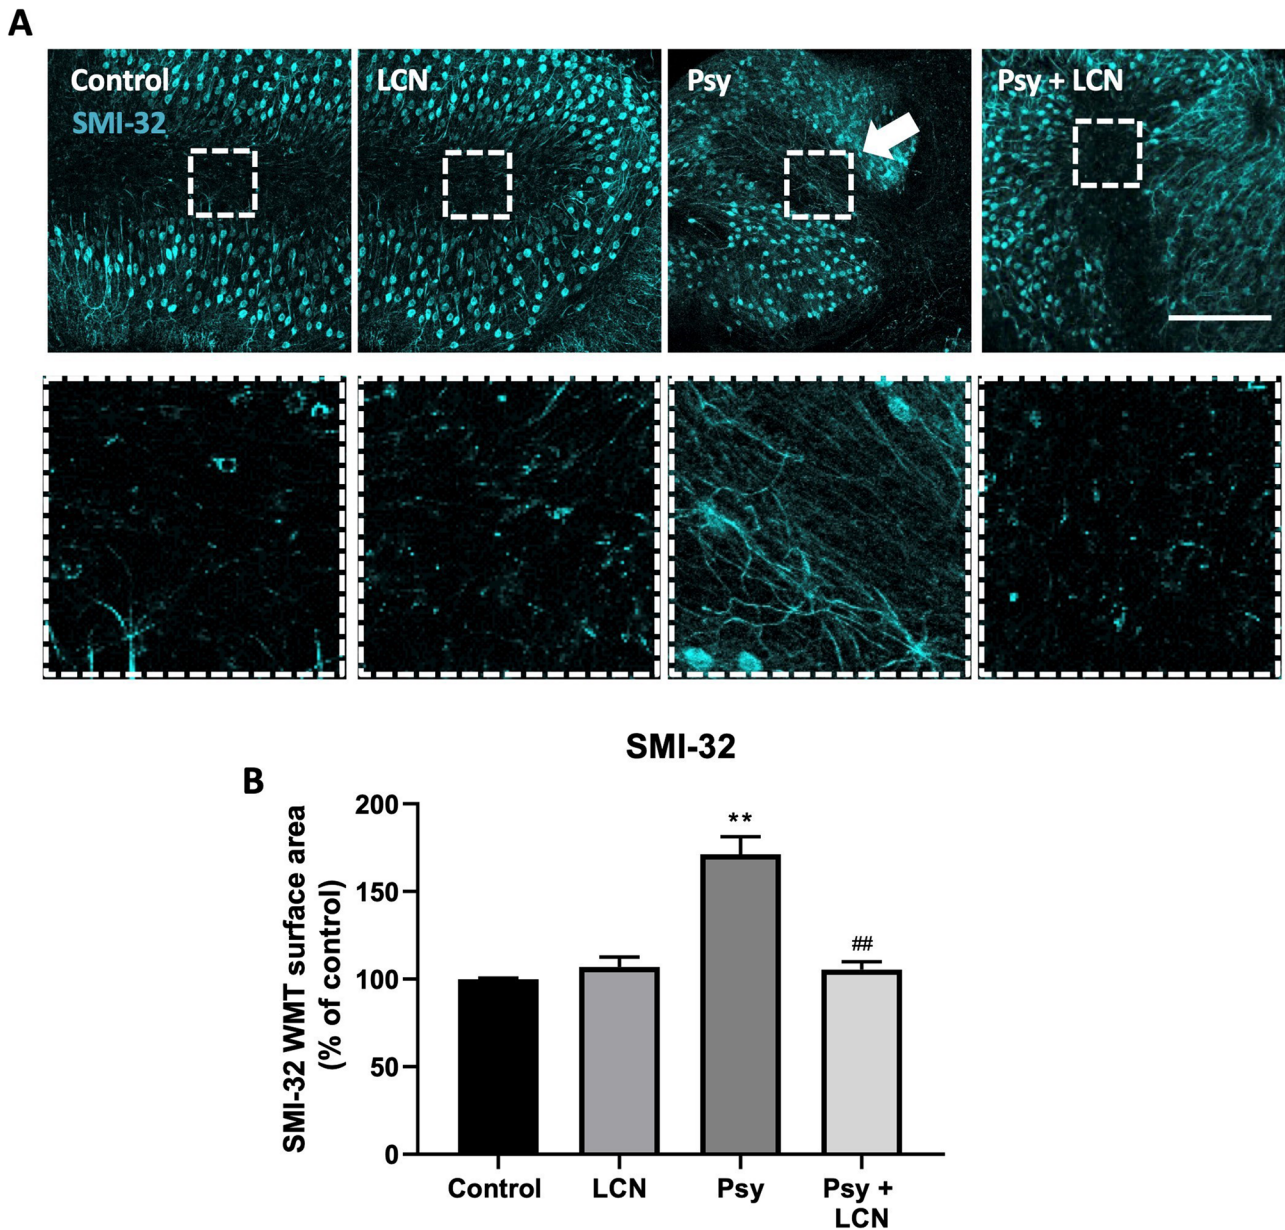 A
Control
SMI-32
LCN
Psy
Psy + LCN
SMI-32
B
SMI-32 WMT surface area
(% of control)
200
150
100
50
0
**
##
Control
LCN
Psy
Psy +
LCN